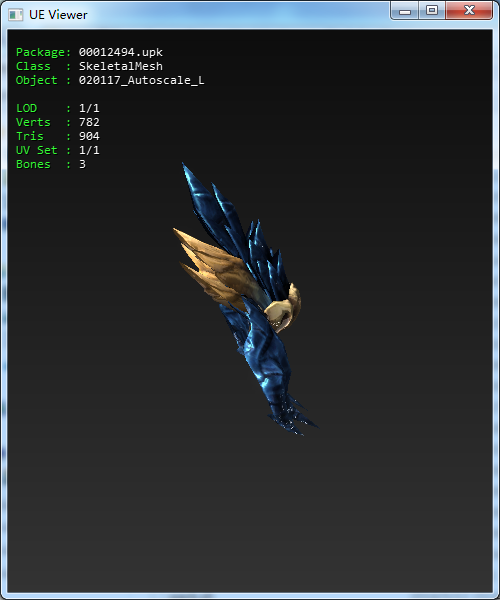 UE Viewer
Package: 00012494.upk
Class  : SkeletalMesh
Object : 020117_Autoscale_L
LOD    : 1/1
Verts  : 782
Tris   : 904
UV Set : 1/1
Bones  : 3